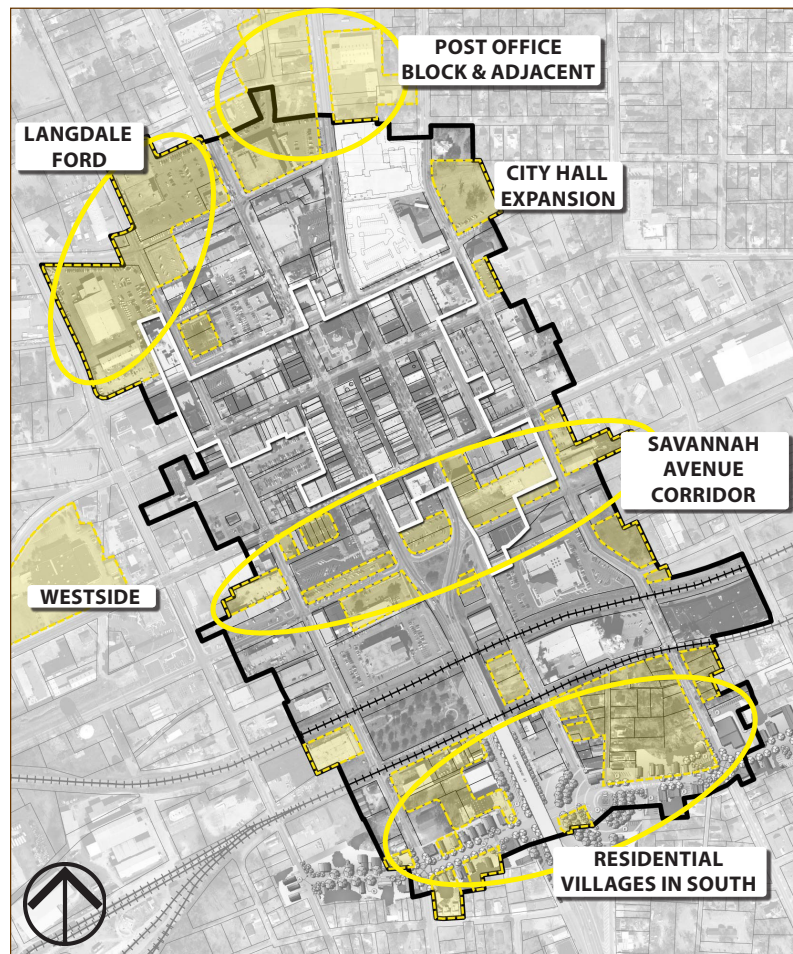 POST OFFICE
BLOCK & ADJACENT
LANGDALE
FORD
CITY HALL
EXPANSION
SAVANNAH
AVENUE
CORRIDOR
WESTSIDE
RESIDENTIAL
VILLAGES IN SOUTH